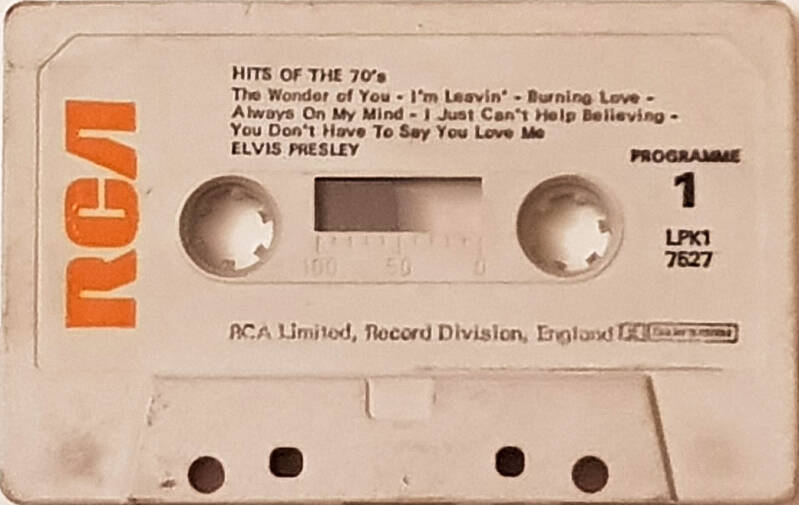 RCA
HITS OF THE 70's
The Wonder of You - I'm Leavin' - Burning Love -
Always On My Mind - I Just Can't Help Believing -
You Don't Have To Say You Love Me
ELVIS PRESLEY
PROGRAMME
1
LPK1
7527
100 50 0
RCA Limited, Record Division, England